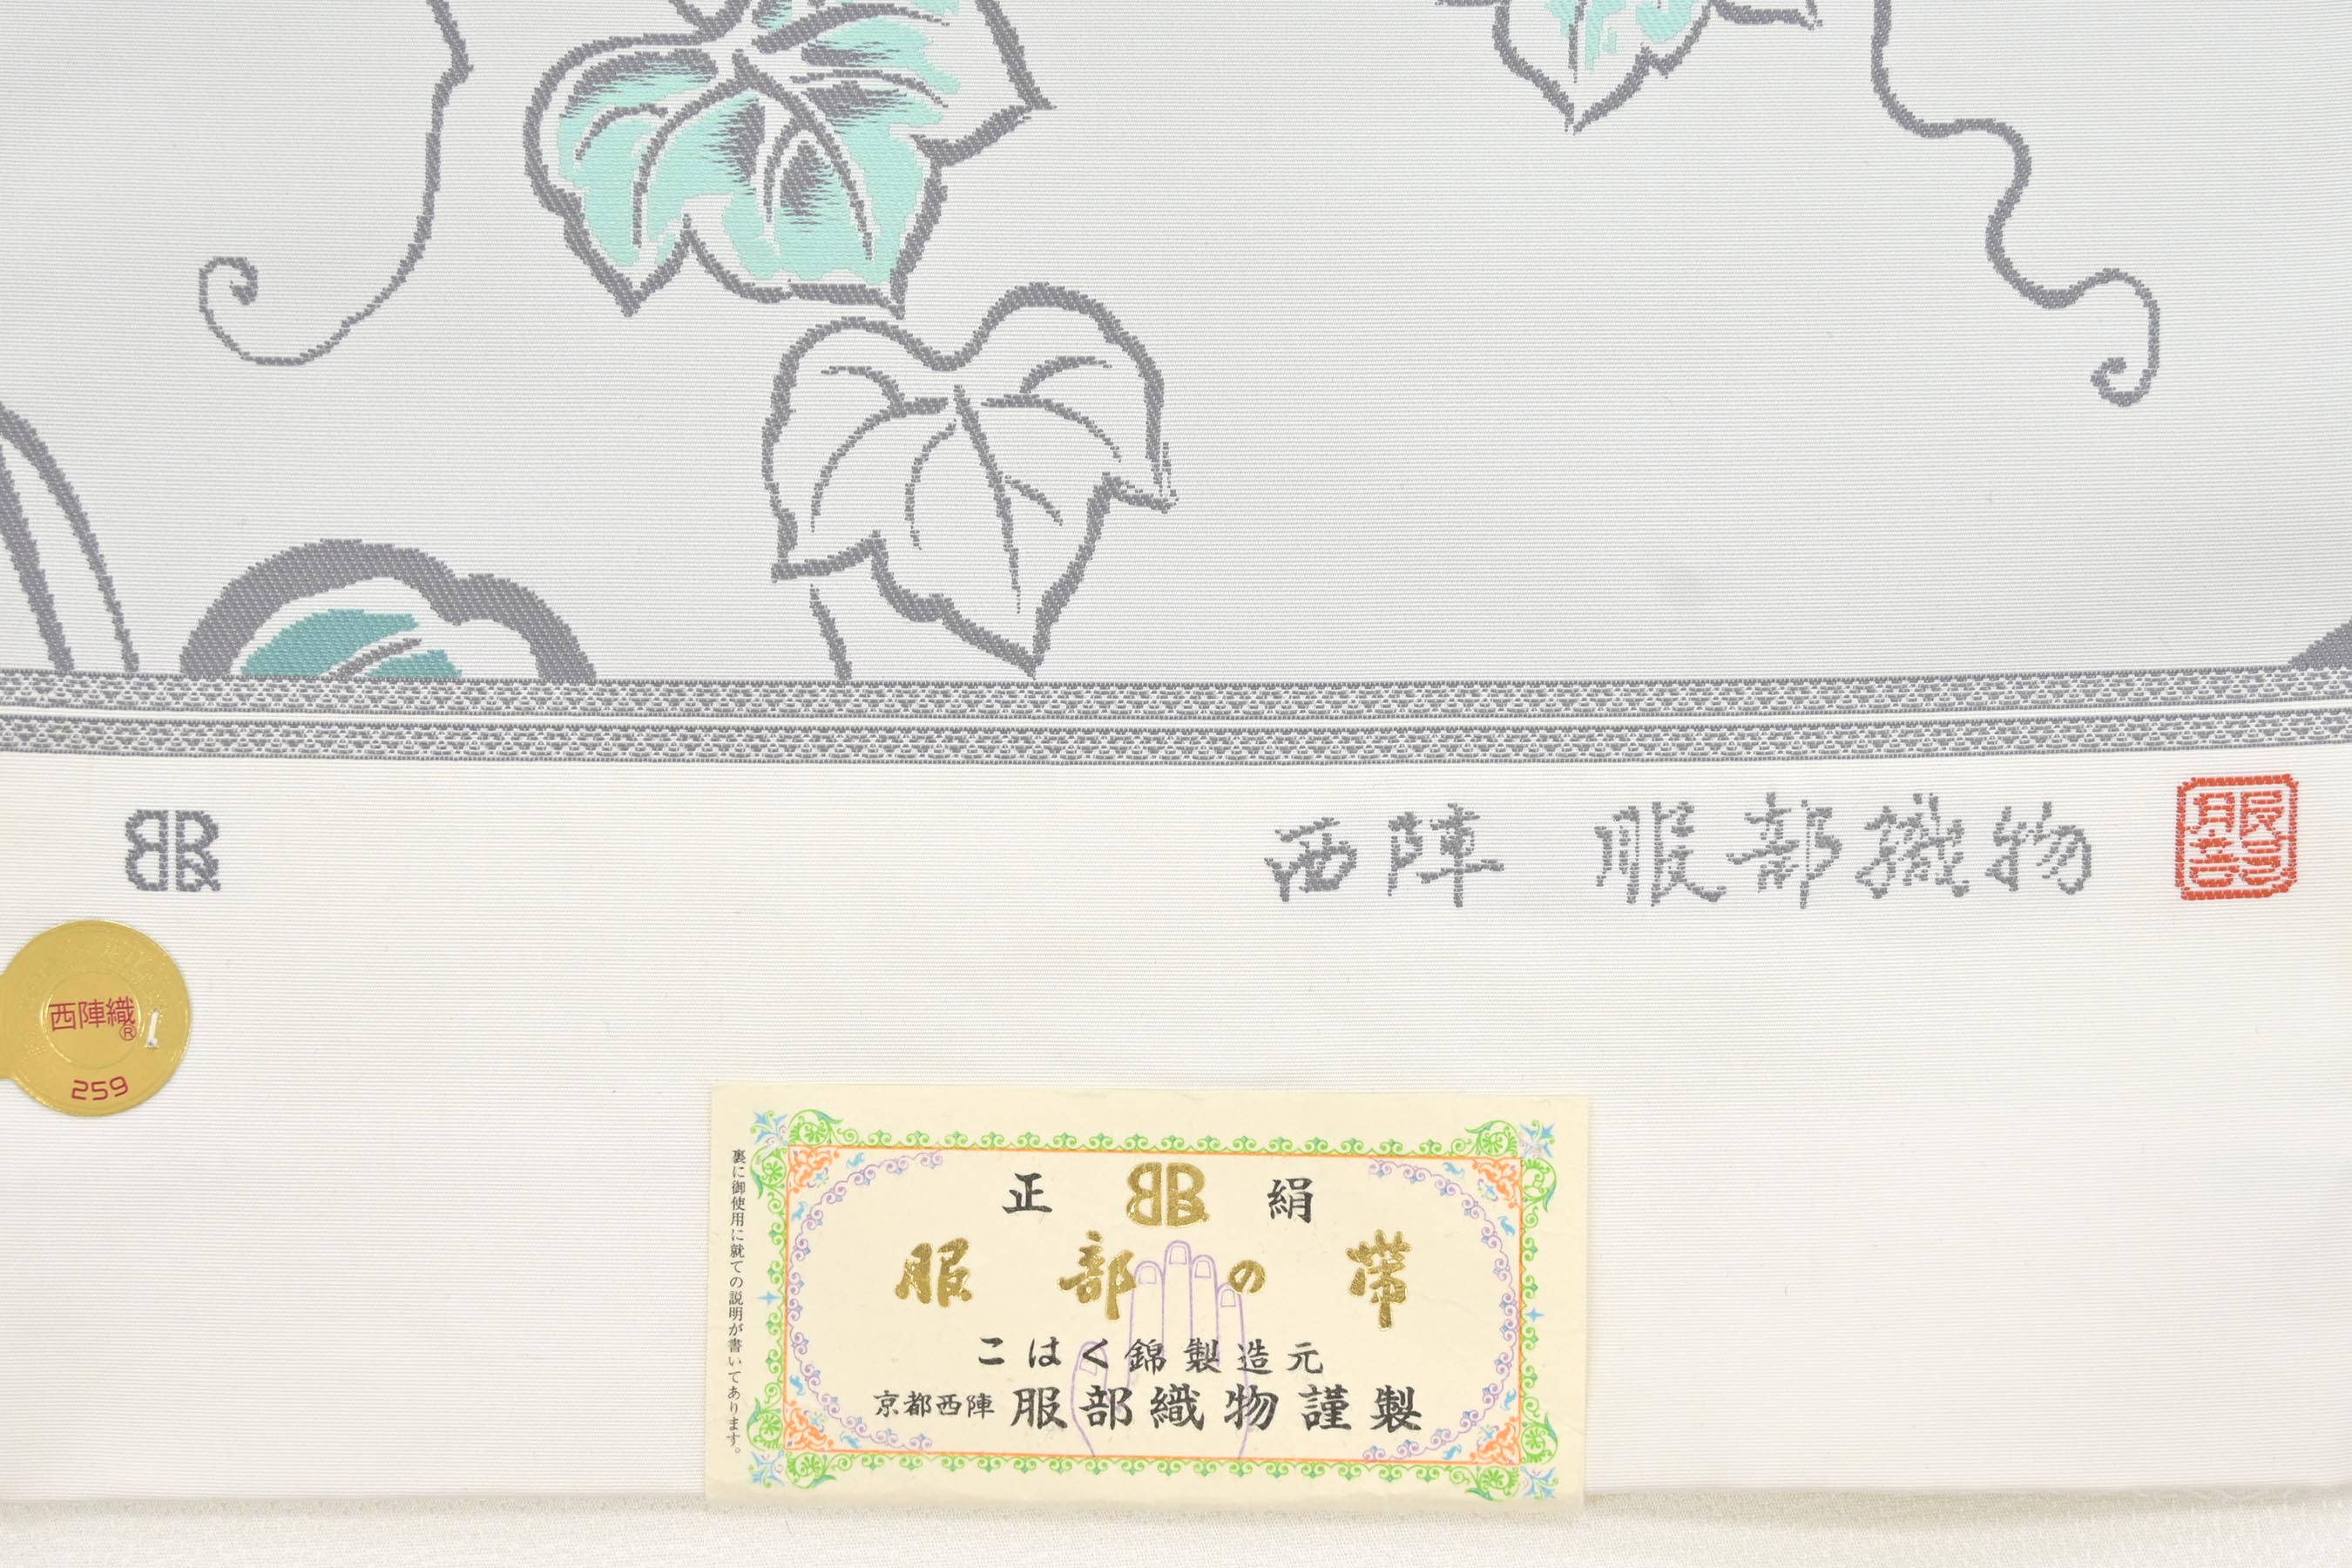 西陣 服部織物
服部
西陣織
®
259
正 絹
服部の帯
こはく錦製造元
京都西陣 服部織物謹製
裏に御使用に就ての説明が書いてあります。